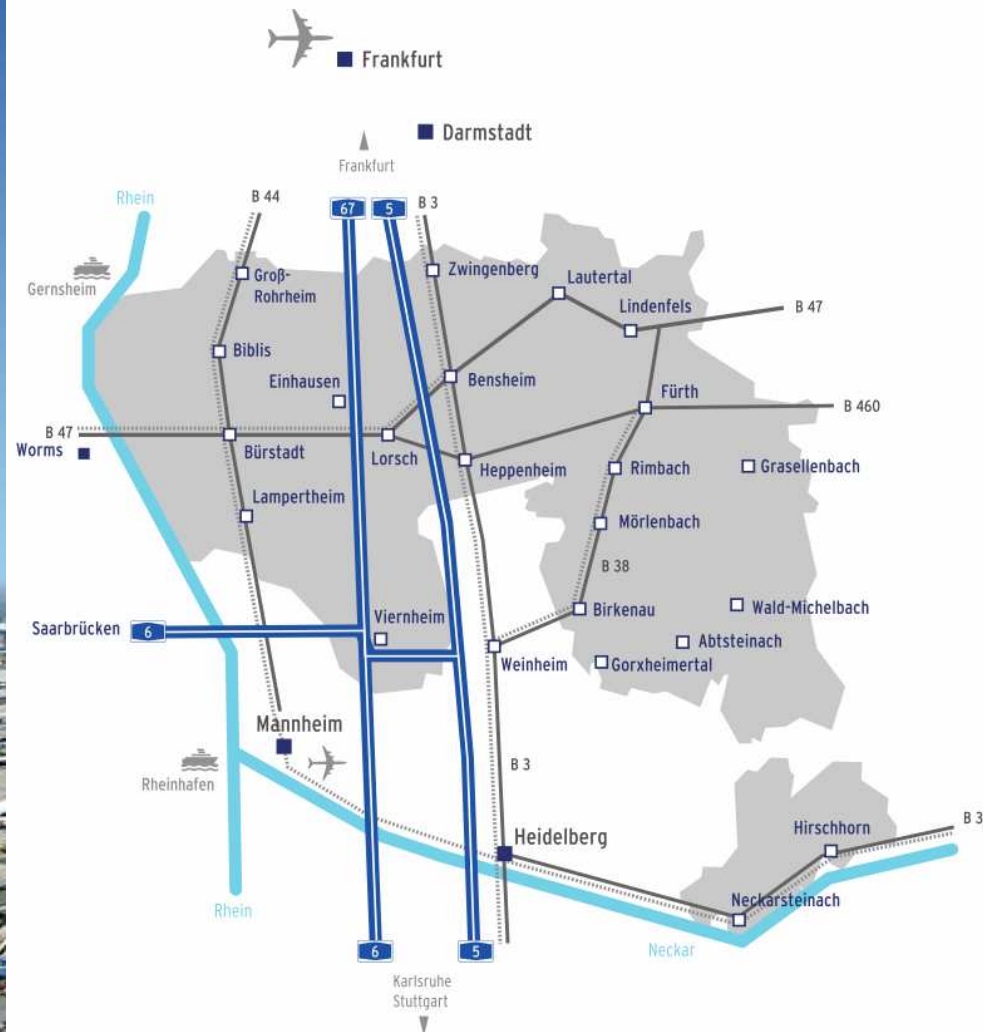 Frankfurt
Darmstadt
Frankfurt
Rhein
B 44
67
5
B 3
Gernsheim
Groß-
Rohrheim
Zwingenberg
Lautertal
Lindenfels
B 47
Biblis
Einhausen
Bensheim
Fürth
B 460
B 47
Worms
Bürstadt
Lorsch
Heppenheim
Rimbach
Grasellenbach
Lampertheim
Mörlenbach
B 38
Saarbrücken
6
Viernheim
Birkenau
Wald-Michelbach
Weinheim
Gorxheimertal
Abtsteinach
Mannheim
Rheinhafen
B 3
Heidelberg
Hirschhorn
B 3
Neckarsteinach
Rhein
Neckar
6
5
Karlsruhe
Stuttgart